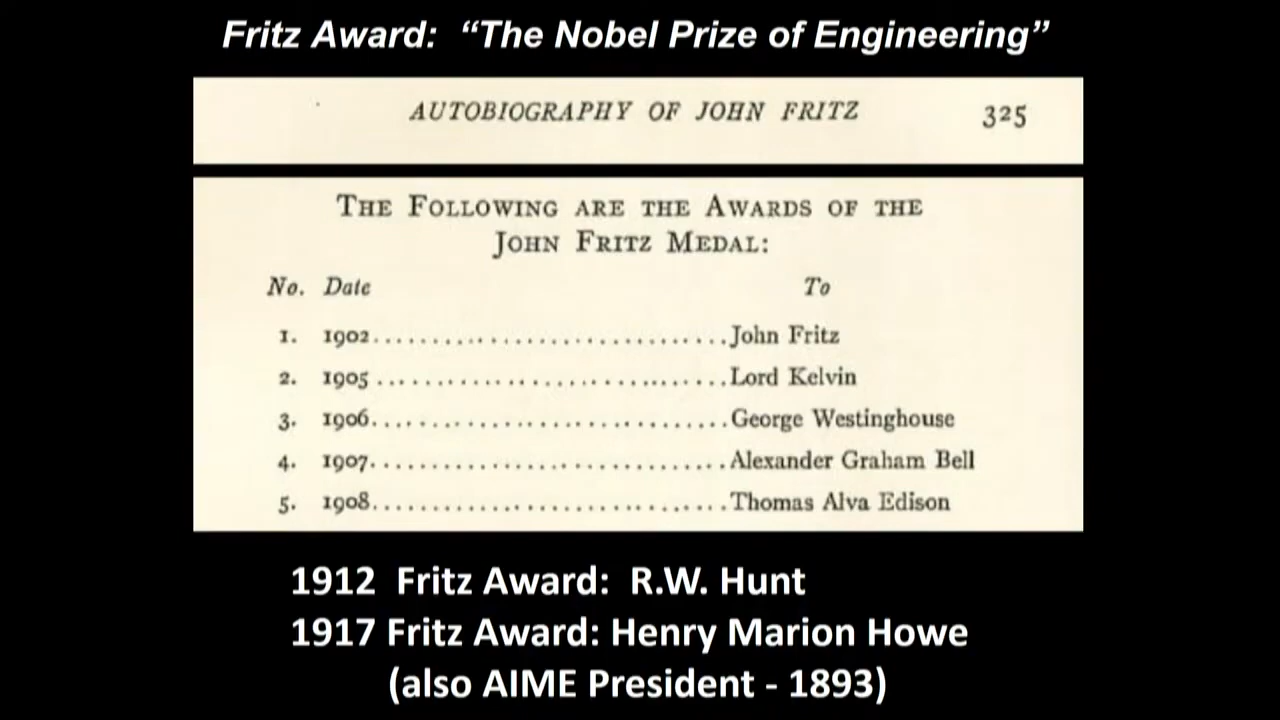 Fritz Award: “The Nobel Prize of Engineering”
AUTOBIOGRAPHY OF JOHN FRITZ 325
THE FOLLOWING ARE THE AWARDS OF THE
JOHN FRITZ MEDAL:
No. Date To
1. 1902..............................John Fritz
2. 1905..............................Lord Kelvin
3. 1906..............................George Westinghouse
4. 1907..............................Alexander Graham Bell
5. 1908..............................Thomas Alva Edison
1912 Fritz Award: R.W. Hunt
1917 Fritz Award: Henry Marion Howe
(also AIME President - 1893)